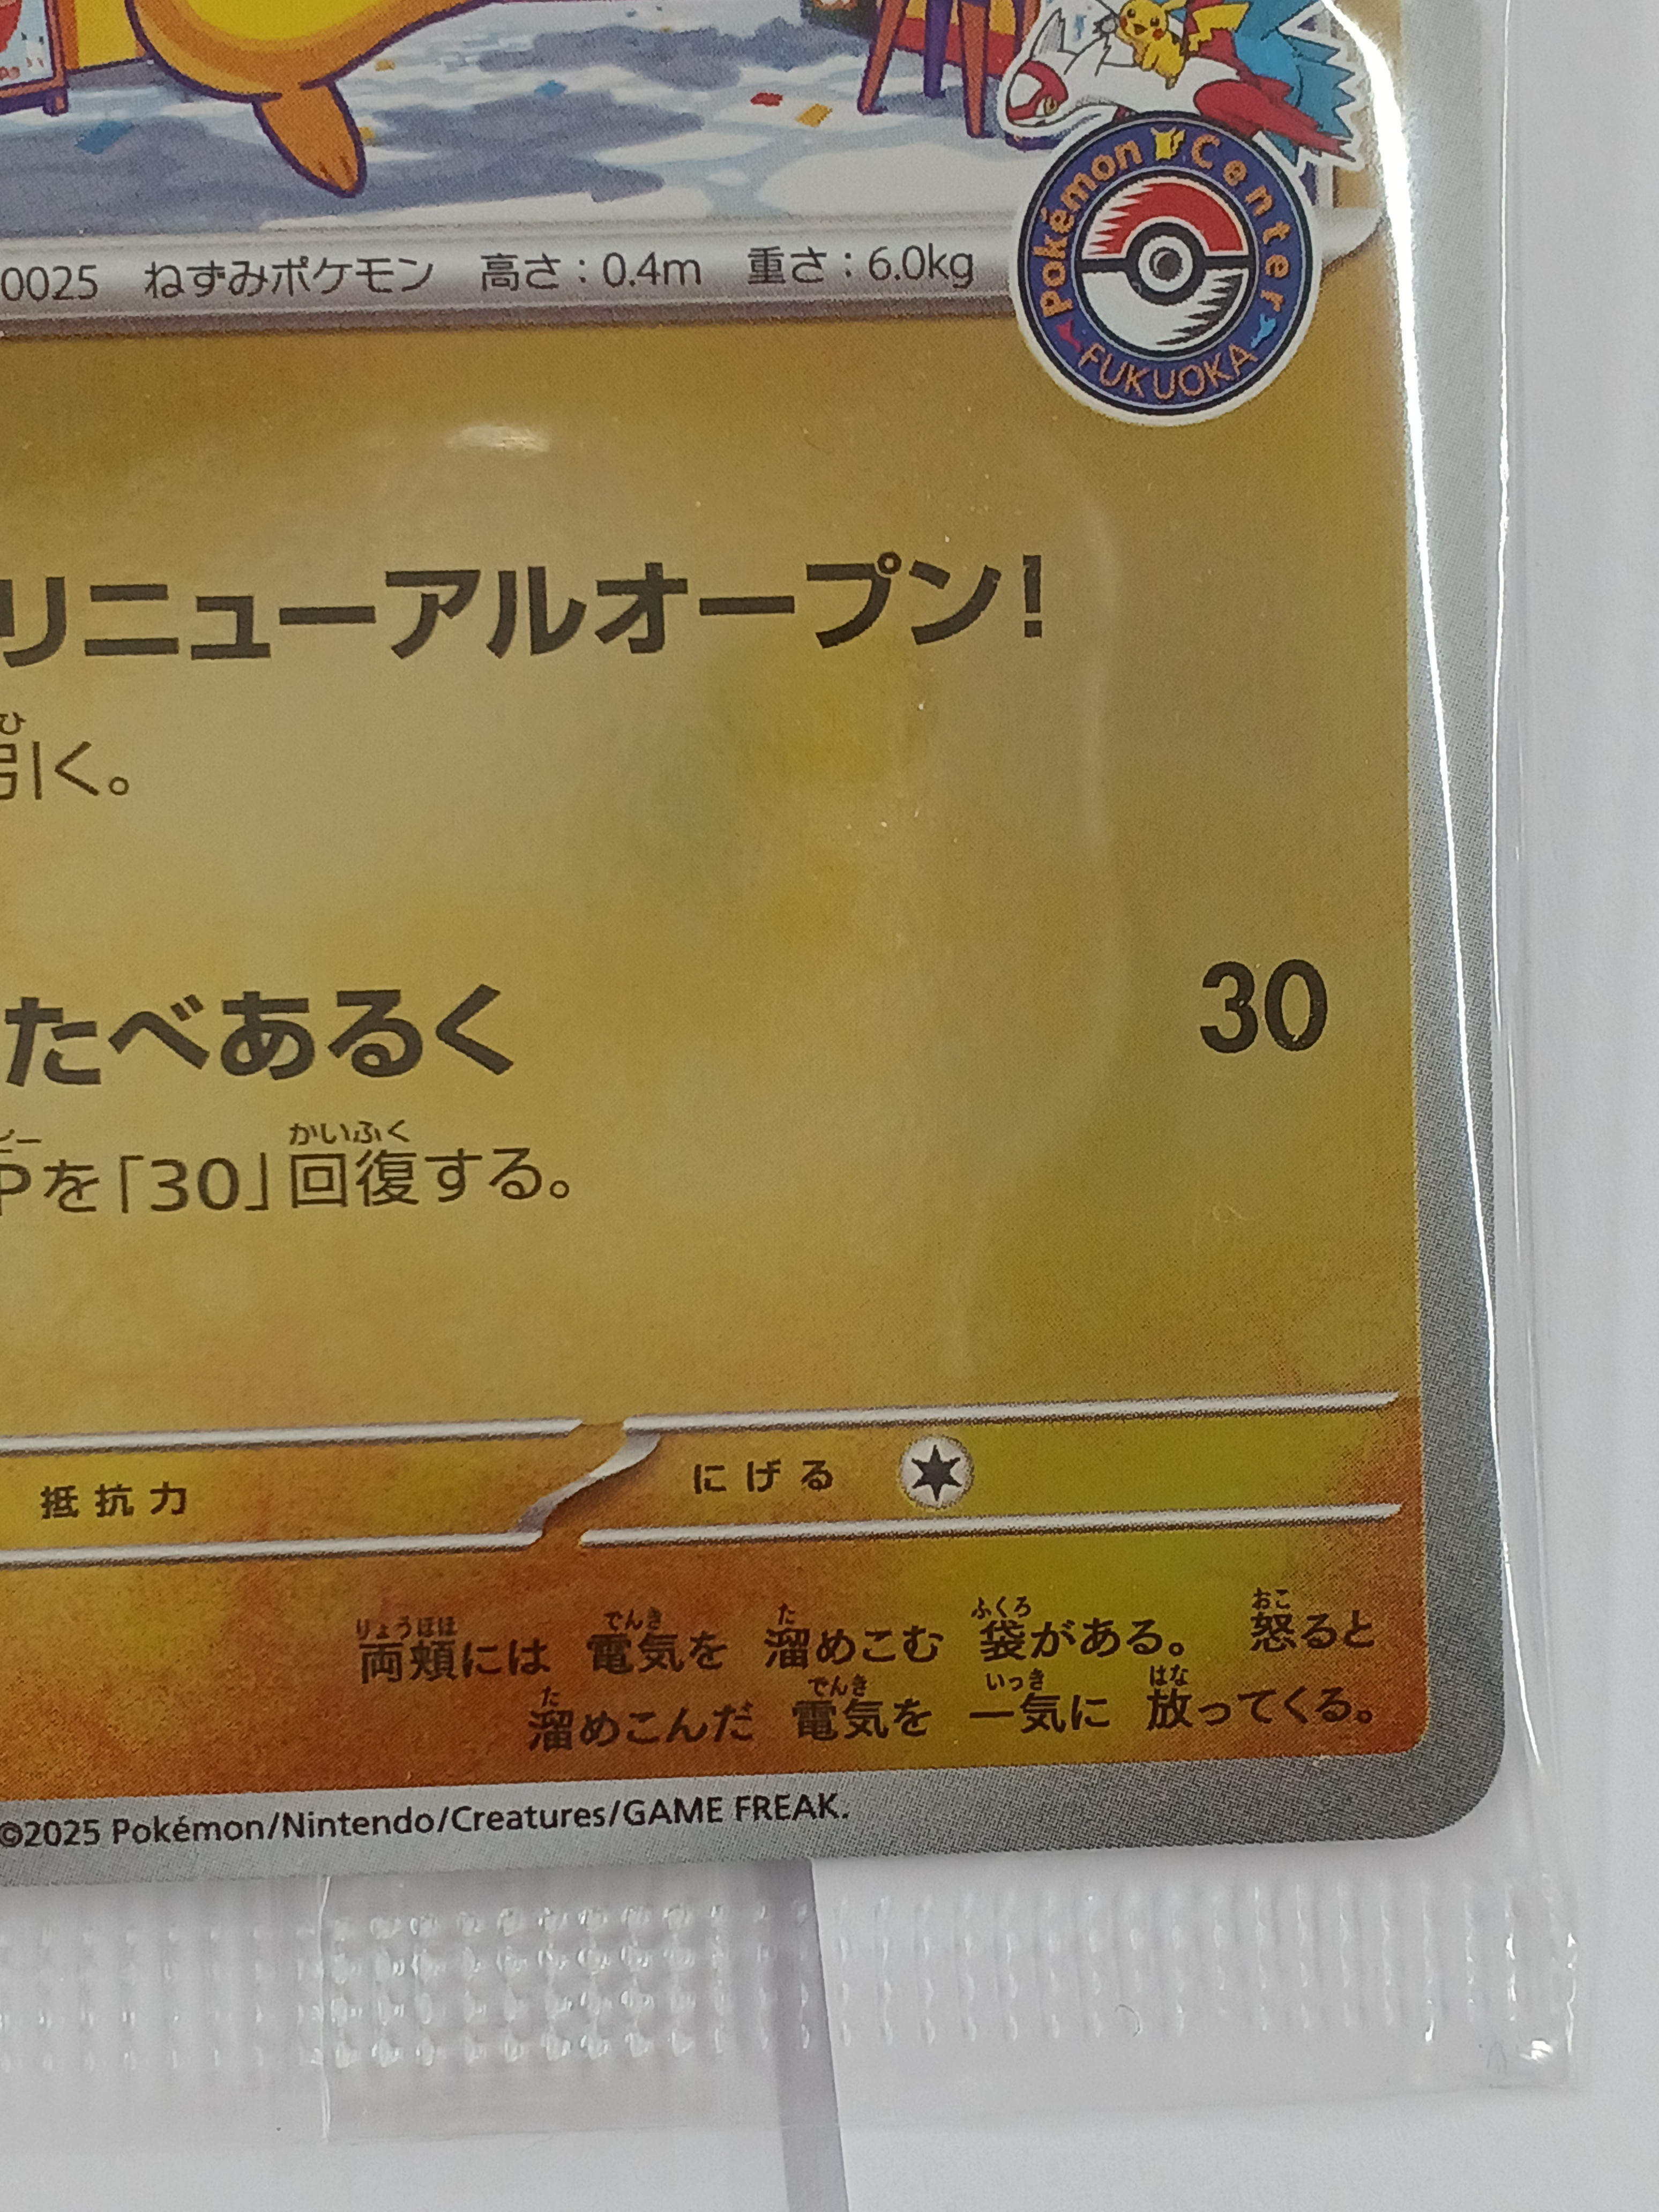 0025 ねずみポケモン 高さ：0.4m 重さ：6.0kg
Pokémon Center
FUKUOKA
リニューアルオープン！
ひ
引く。
たべあるく
30
かいふく
Pを「30」回復する。
抵抗力
にげる
りょうほほ でんき た ふくろ おこ
両頬には 電気を 溜めこむ 袋がある。 怒ると
た でんき いっき はな
溜めこんだ 電気を 一気に 放ってくる。
©2025 Pokémon/Nintendo/Creatures/GAME FREAK.